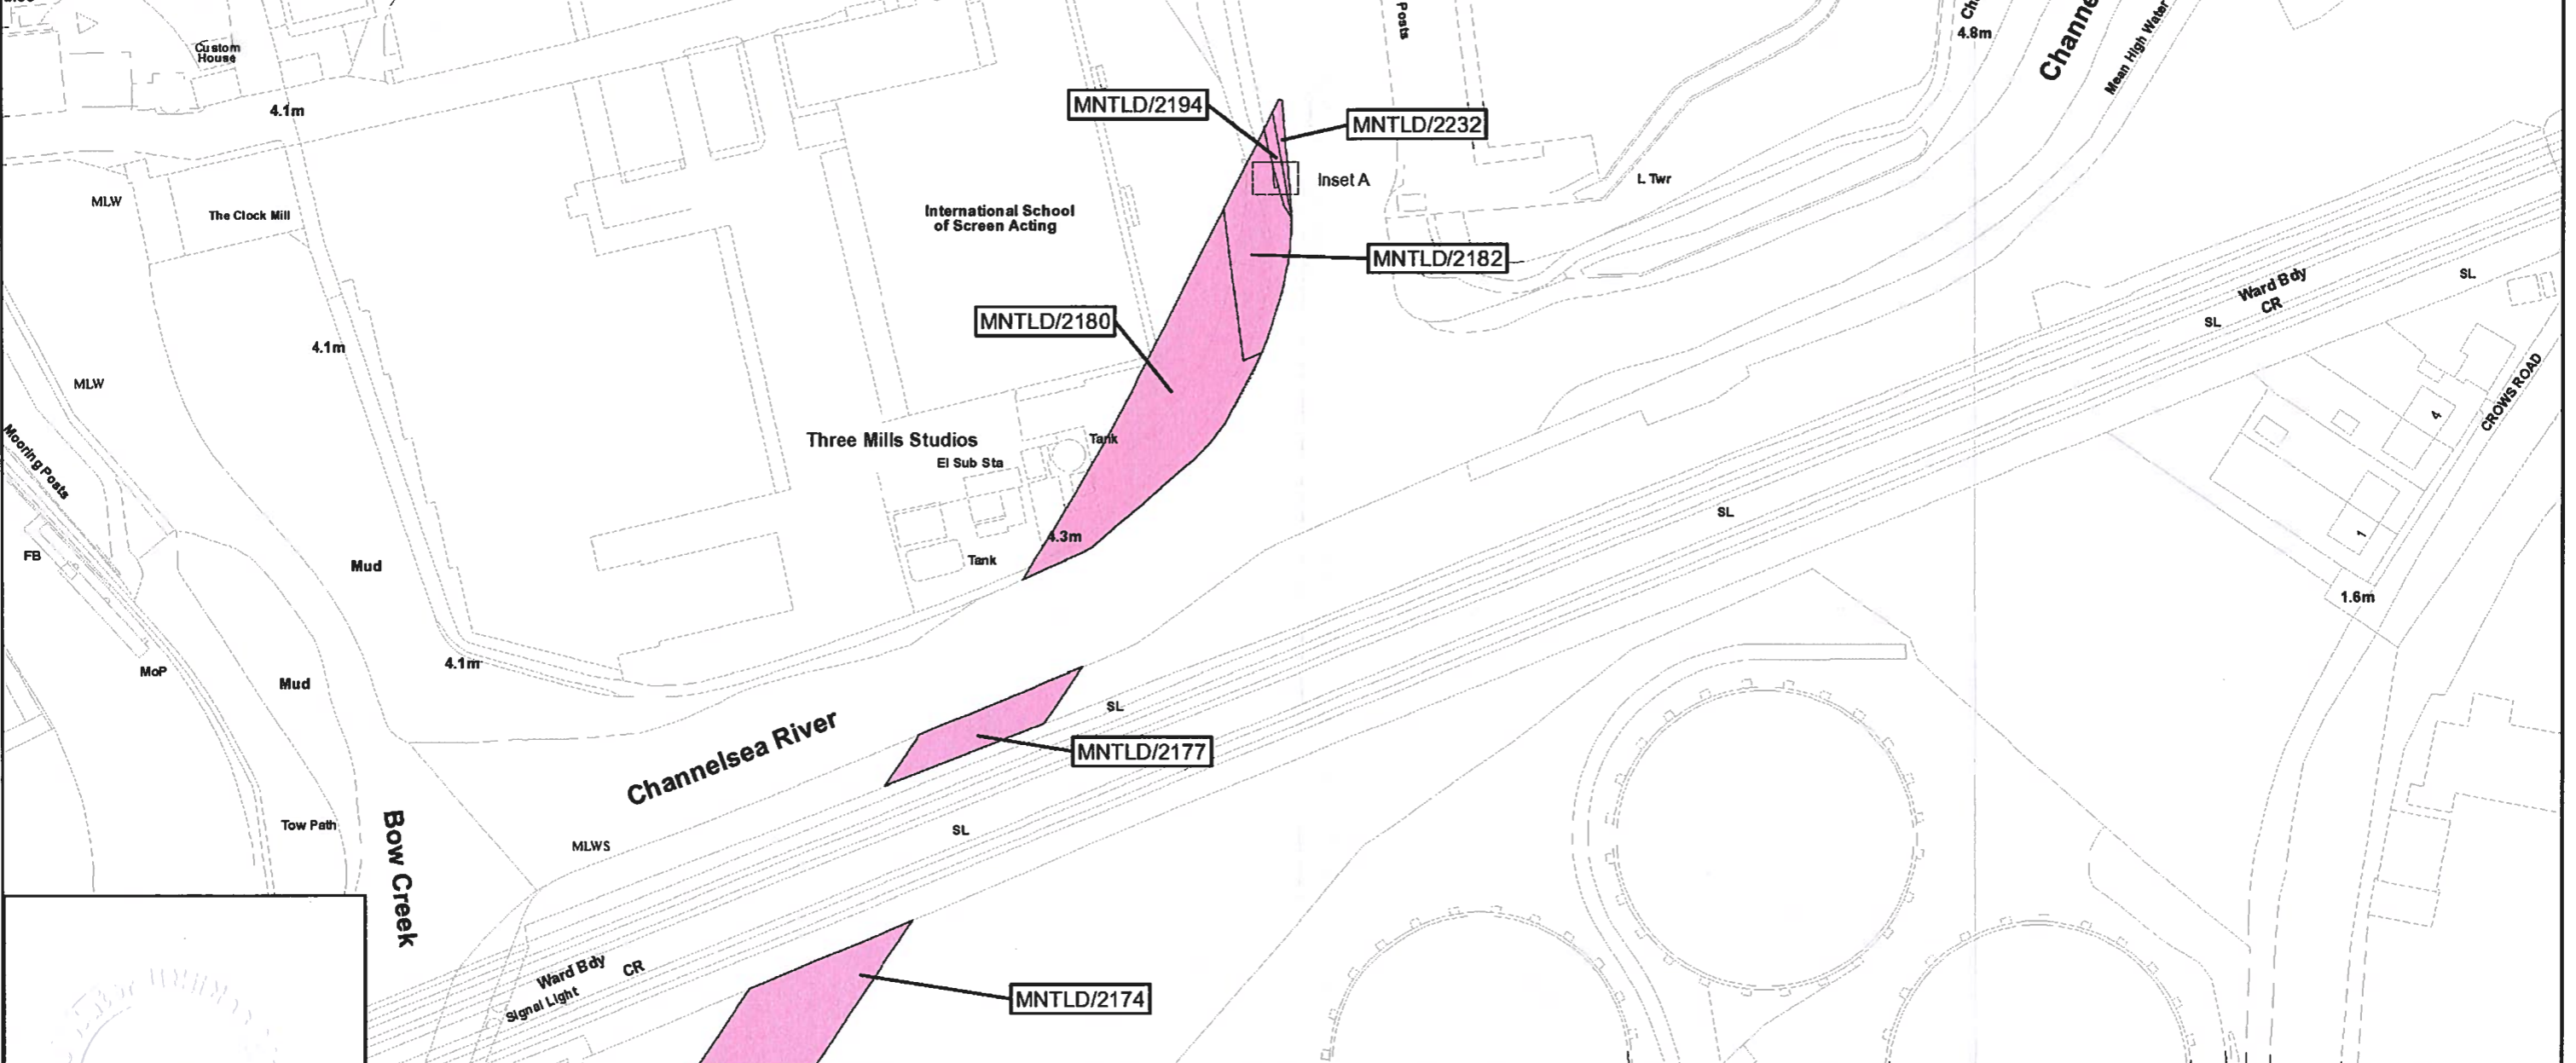 Custom
House
4.1m
MLW
The Clock Mill
4.1m
MLW
Mooring Posts
FB
Mud
MoP
Mud
4.1m
Tow Path
Bow Creek
International School
of Screen Acting
Three Mills Studios
El Sub Sta
Tank
Tank
4.3m
MNTLD/2194
MNTLD/2232
Inset A
MNTLD/2182
MNTLD/2180
Posts
L Twr
4.8m
Mean High Water
Ward Bdy
CR
SL
SL
CROWS ROAD
4
1
1.6m
SL
Channelsea River
SL
MNTLD/2177
SL
MLWS
Ward Bdy
CR
Signal Light
MNTLD/2174